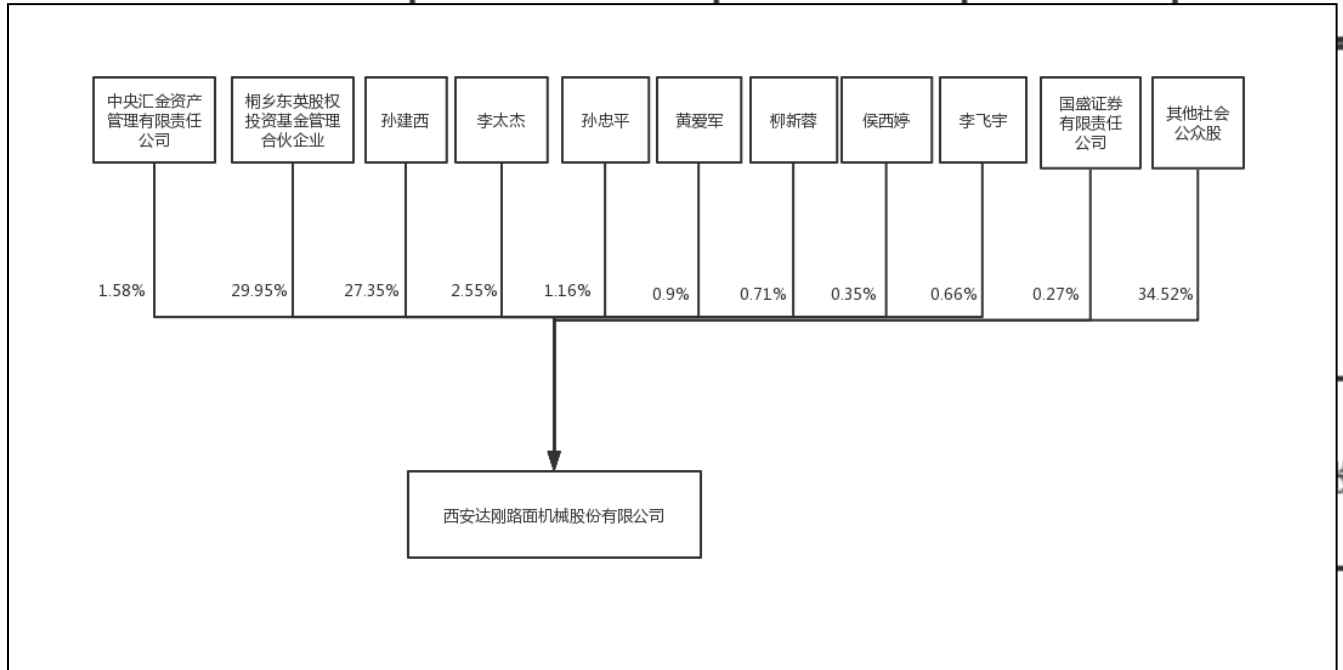 中央汇金资产
管理有限责任
公司
桐乡东英股权
投资基金管理
合伙企业
孙建西
李太杰
孙忠平
黄爱军
柳新蓉
侯西婷
李飞宇
国盛证券
有限责任
公司
其他社会
公众股
1.58%
29.95%
27.35%
2.55%
1.16%
0.9%
0.71%
0.35%
0.66%
0.27%
34.52%
西安达刚路面机械股份有限公司